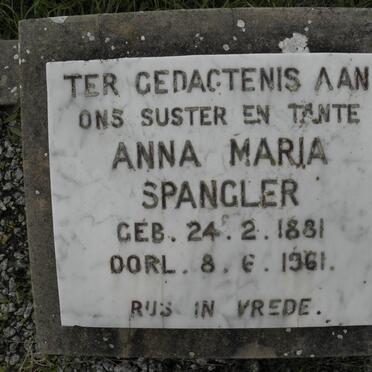 TER GEDACTENIS AAN
ONS SUSTER EN TANTE
ANNA MARIA
SPANGLER
GEB. 24. 2. 1881
OORL. 8. 6. 1961.
RUS IN VREDE.